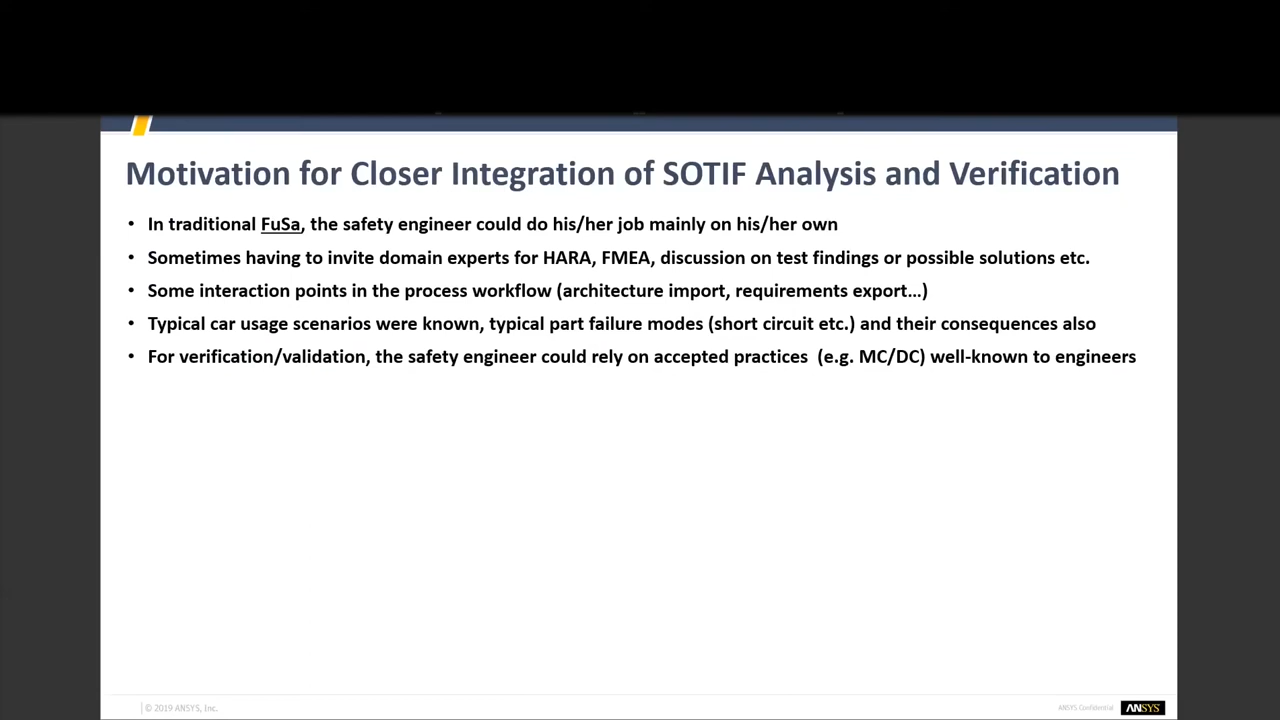 Motivation for Closer Integration of SOTIF Analysis and Verification
• In traditional FuSa, the safety engineer could do his/her job mainly on his/her own
• Sometimes having to invite domain experts for HARA, FMEA, discussion on test findings or possible solutions etc.
• Some interaction points in the process workflow (architecture import, requirements export…)
• Typical car usage scenarios were known, typical part failure modes (short circuit etc.) and their consequences also
• For verification/validation, the safety engineer could rely on accepted practices (e.g. MC/DC) well-known to engineers
© 2019 ANSYS, Inc.
ANSYS Confidential
ANSYS